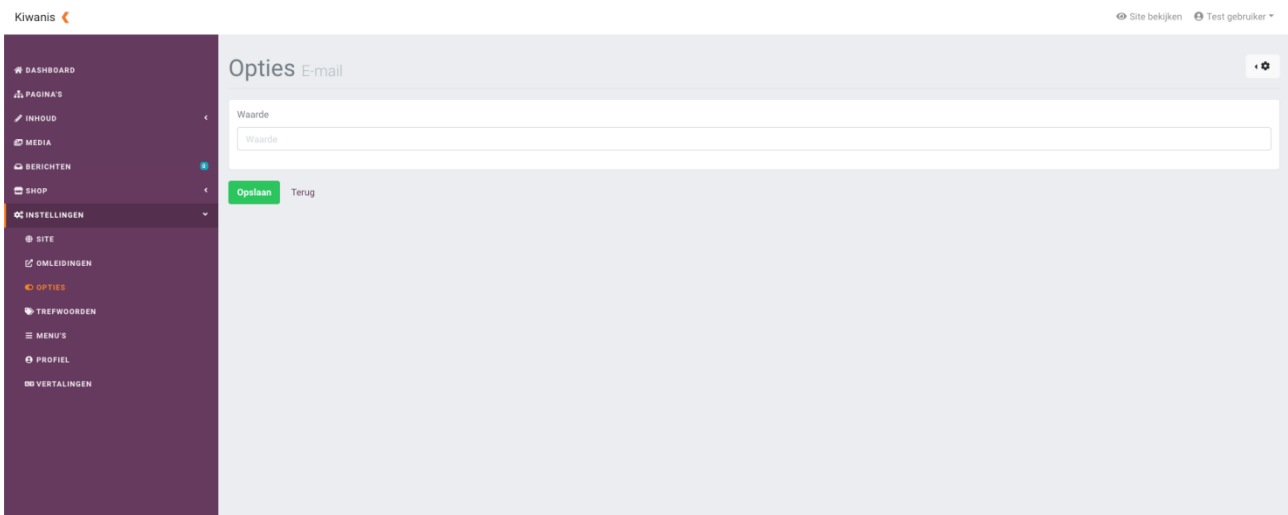 Kiwanis
Site bekijken
Test gebruiker
DASHBOARD
PAGINA'S
INHOUD
MEDIA
BERICHTEN
SHOP
INSTELLINGEN
SITE
OMLEIDINGEN
OPTIES
TREFWOORDEN
MENU'S
PROFIEL
VERTALINGEN
Opties E-mail
Waarde
Waarde
Opslaan
Terug